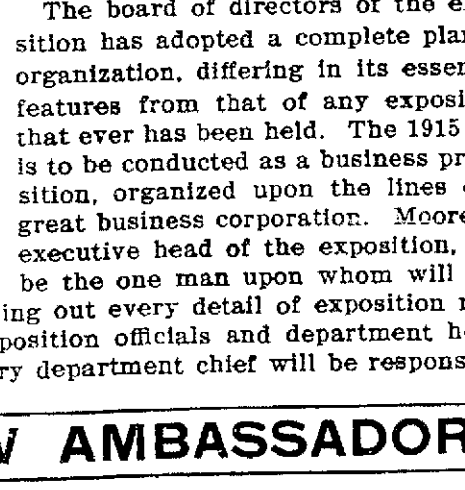 The board of directors of the e
sition has adopted a complete plan
organization, differing in its essen
features from that of any exposi
that ever has been held. The 1915
is to be conducted as a business pr
sition, organized upon the lines
great business corporation. Moore
executive head of the exposition,
be the one man upon whom will
ing out every detail of exposition
position officials and department h
ry department chief will be respons
AMBASSADOR